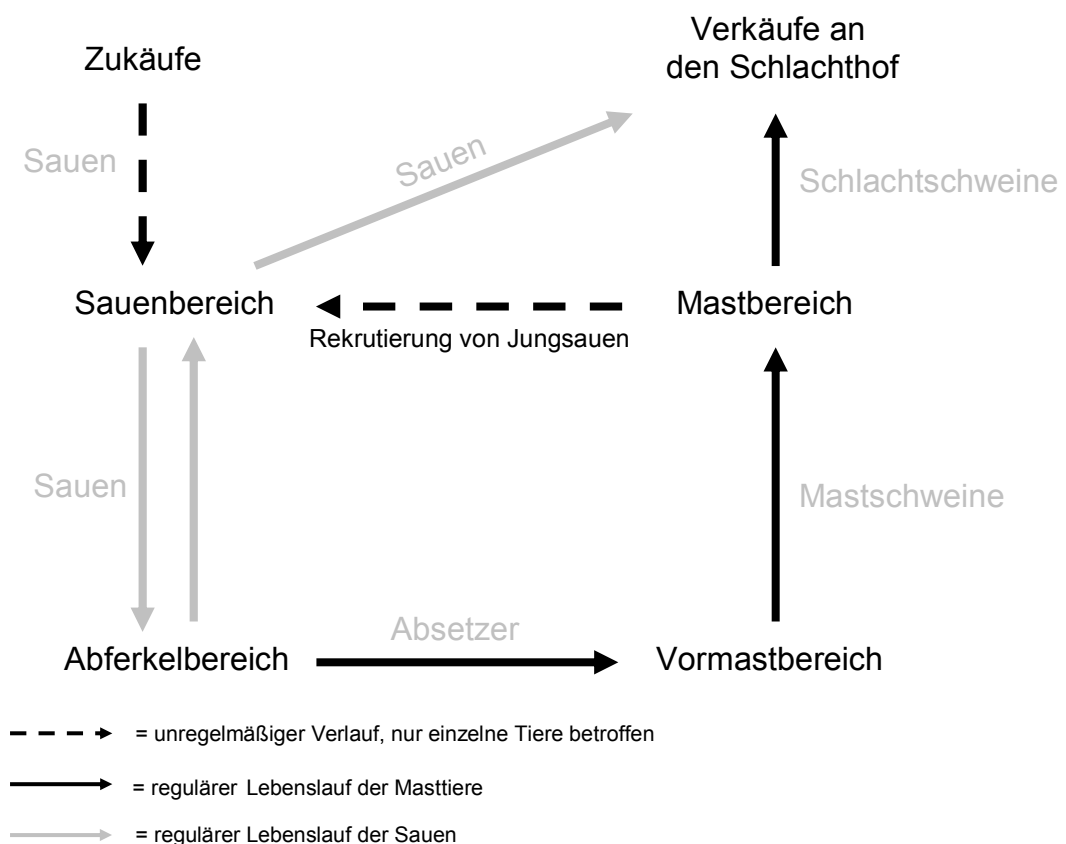 Zukäufe
Verkäufe an
den Schlachthof
Sauen
Sauen
Schlachtschweine
Sauenbereich
Mastbereich
Rekrutierung von Jungsauen
Sauen
Mastschweine
Absetzer
Abferkelbereich
Vormastbereich
= unregelmäßiger Verlauf, nur einzelne Tiere betroffen
= regulärer Lebenslauf der Masttiere
= regulärer Lebenslauf der Sauen